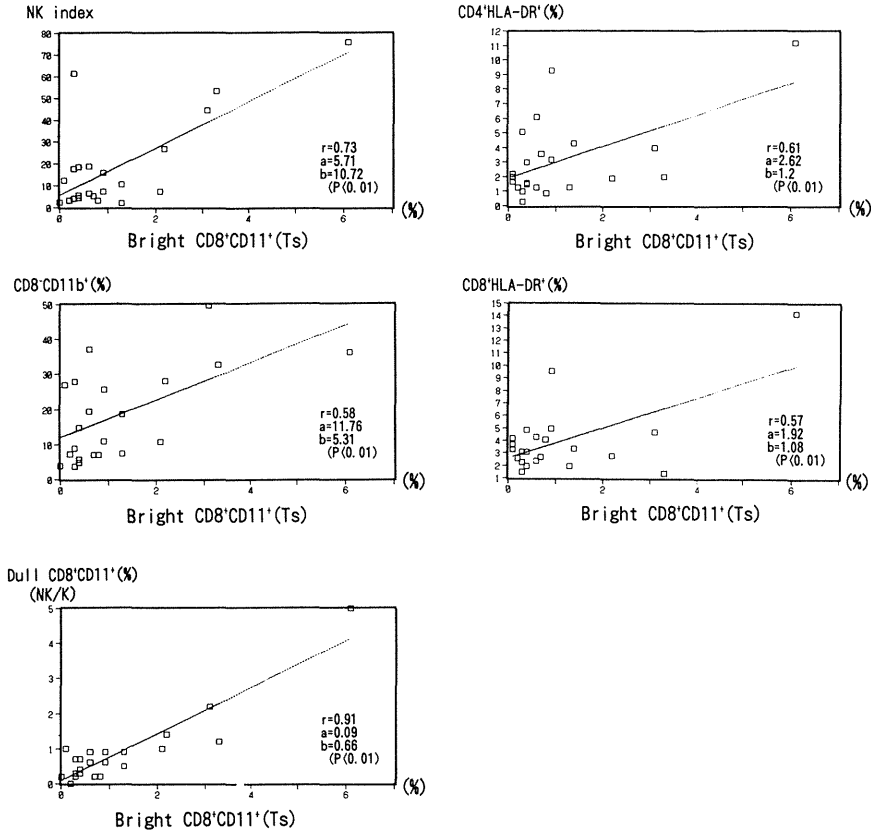 NK index
80
70
60
50
40
30
20
10
0
0 2 4 6
(%)
r=0.73
a=5.71
b=10.72
(P<0.01)
Bright CD8⁺CD11⁺(Ts)
CD4⁺HLA-DR⁺(%)
12
11
10
9
8
7
6
5
4
3
2
1
0
0 2 4 6
(%)
r=0.61
a=2.62
b=1.2
(P<0.01)
Bright CD8⁺CD11⁺(Ts)
CD8⁻CD11b⁺(%)
50
40
30
20
10
0
0 2 4 6
(%)
r=0.58
a=11.76
b=5.31
(P<0.01)
Bright CD8⁺CD11⁺(Ts)
CD8⁺HLA-DR⁺(%)
15
14
13
12
11
10
9
8
7
6
5
4
3
2
1
0 2 4 6
(%)
r=0.57
a=1.92
b=1.08
(P<0.01)
Bright CD8⁺CD11⁺(Ts)
Dull CD8⁺CD11⁺(%)
(NK/K)
5
4
3
2
1
0
0 2 4 6
(%)
r=0.91
a=0.09
b=0.66
(P<0.01)
Bright CD8⁺CD11⁺(Ts)